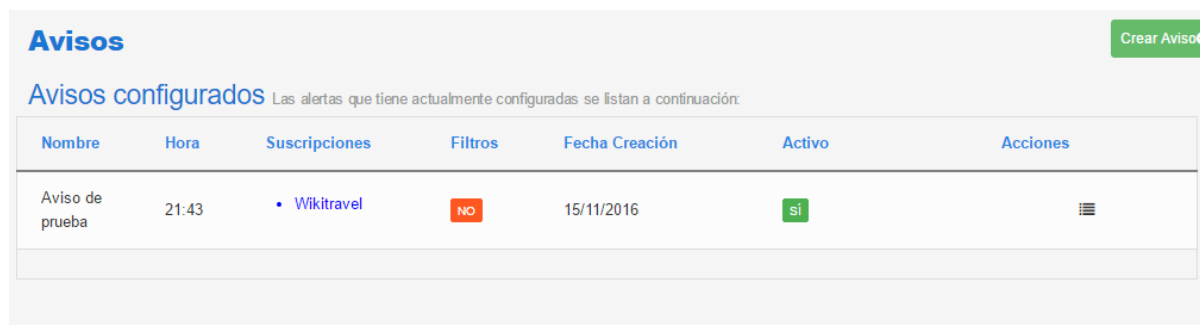 Avisos
Crear Aviso
Avisos configurados Las alertas que tiene actualmente configuradas se listan a continuación:
Nombre Hora Suscripciones Filtros Fecha Creación Activo Acciones
Aviso de
prueba 21:43 • Wikitravel NO 15/11/2016 sí